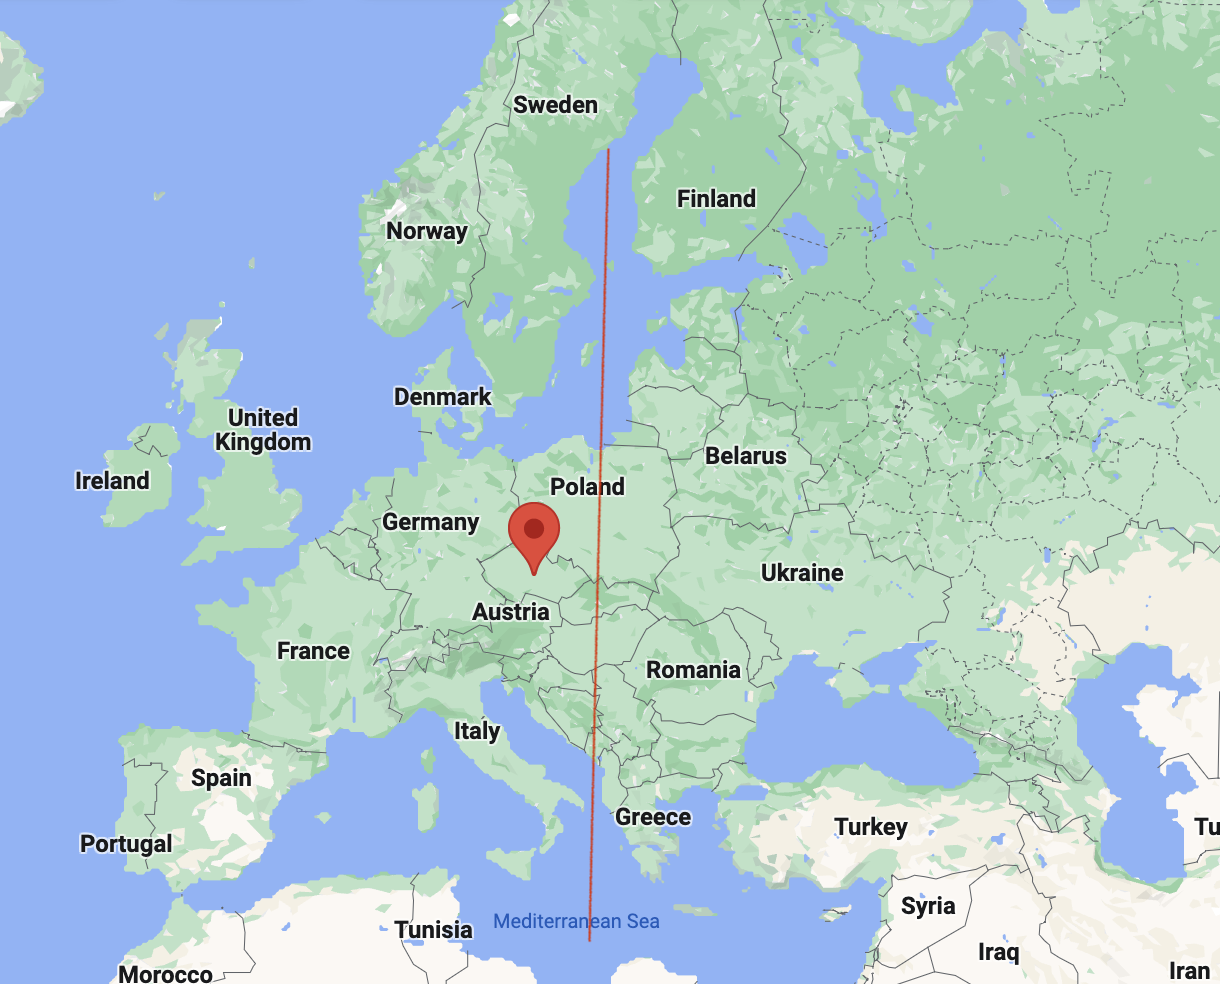 Sweden
Finland
Norway
Denmark
United
Kingdom
Ireland
Belarus
Poland
Germany
Ukraine
Austria
France
Romania
Italy
Spain
Greece
Turkey
Tu
Portugal
Syria
Mediterranean Sea
Tunisia
Iraq
Iran
Morocco